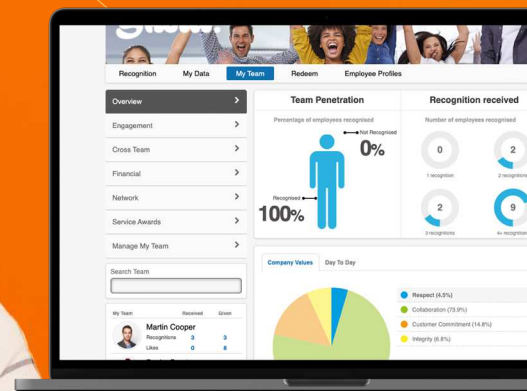 Recognition My Data My Team Redeem Employee Profiles
Overview
Engagement
Cross Team
Financial
Network
Service Awards
Manage My Team
Search Team
My Team Received Given
Martin Cooper
Recognitions 3 3
Likes 0 8
Team Penetration
Percentage of employees recognised
Not Recognised
0%
Recognised
100%
Recognition received
Number of employees recognised
0 2
1 recognition 2 recognitions
2 9
3 recognitions 4+ recognitions
Company Values Day To Day
Respect (4.5%)
Collaboration (73.9%)
Customer Commitment (14.8%)
Integrity (6.8%)